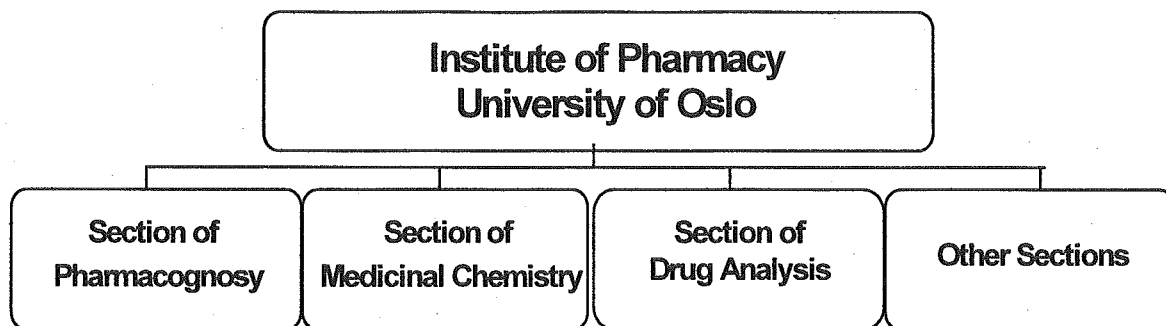 Institute of Pharmacy
University of Oslo
Section of
Pharmacognosy
Section of
Medicinal Chemistry
Section of
Drug Analysis
Other Sections